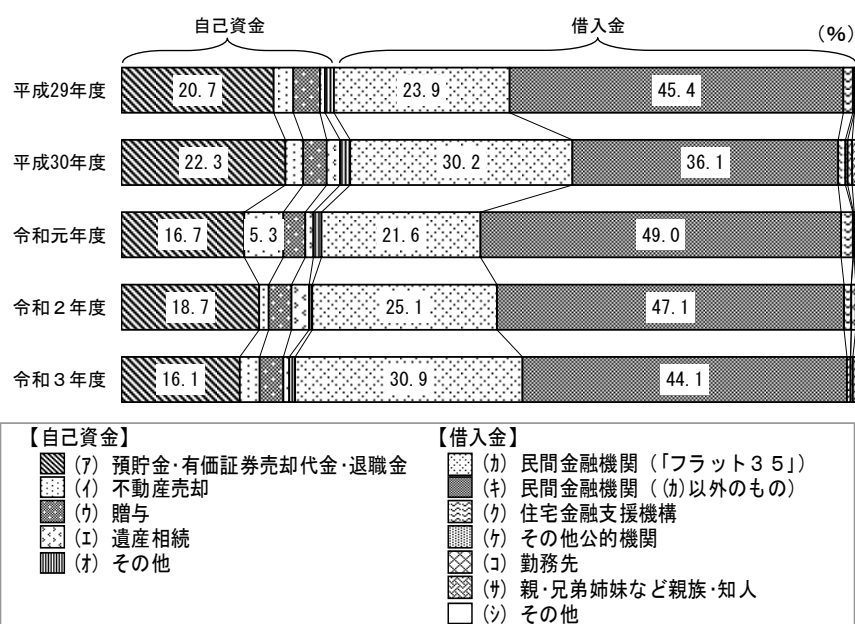 自己資金 借入金
(%)
平成29年度 20.7 23.9 45.4
平成30年度 22.3 30.2 36.1
令和元年度 16.7 5.3 21.6 49.0
令和２年度 18.7 25.1 47.1
令和３年度 16.1 30.9 44.1
【自己資金】
(ｱ) 預貯金･有価証券売却代金･退職金
(ｲ) 不動産売却
(ｳ) 贈与
(ｴ) 遺産相続
(ｵ) その他
【借入金】
(ｶ) 民間金融機関（｢フラット３５｣）
(ｷ) 民間金融機関（(ｶ)以外のもの）
(ｸ) 住宅金融支援機構
(ｹ) その他公的機関
(ｺ) 勤務先
(ｻ) 親･兄弟姉妹など親族･知人
(ｼ) その他